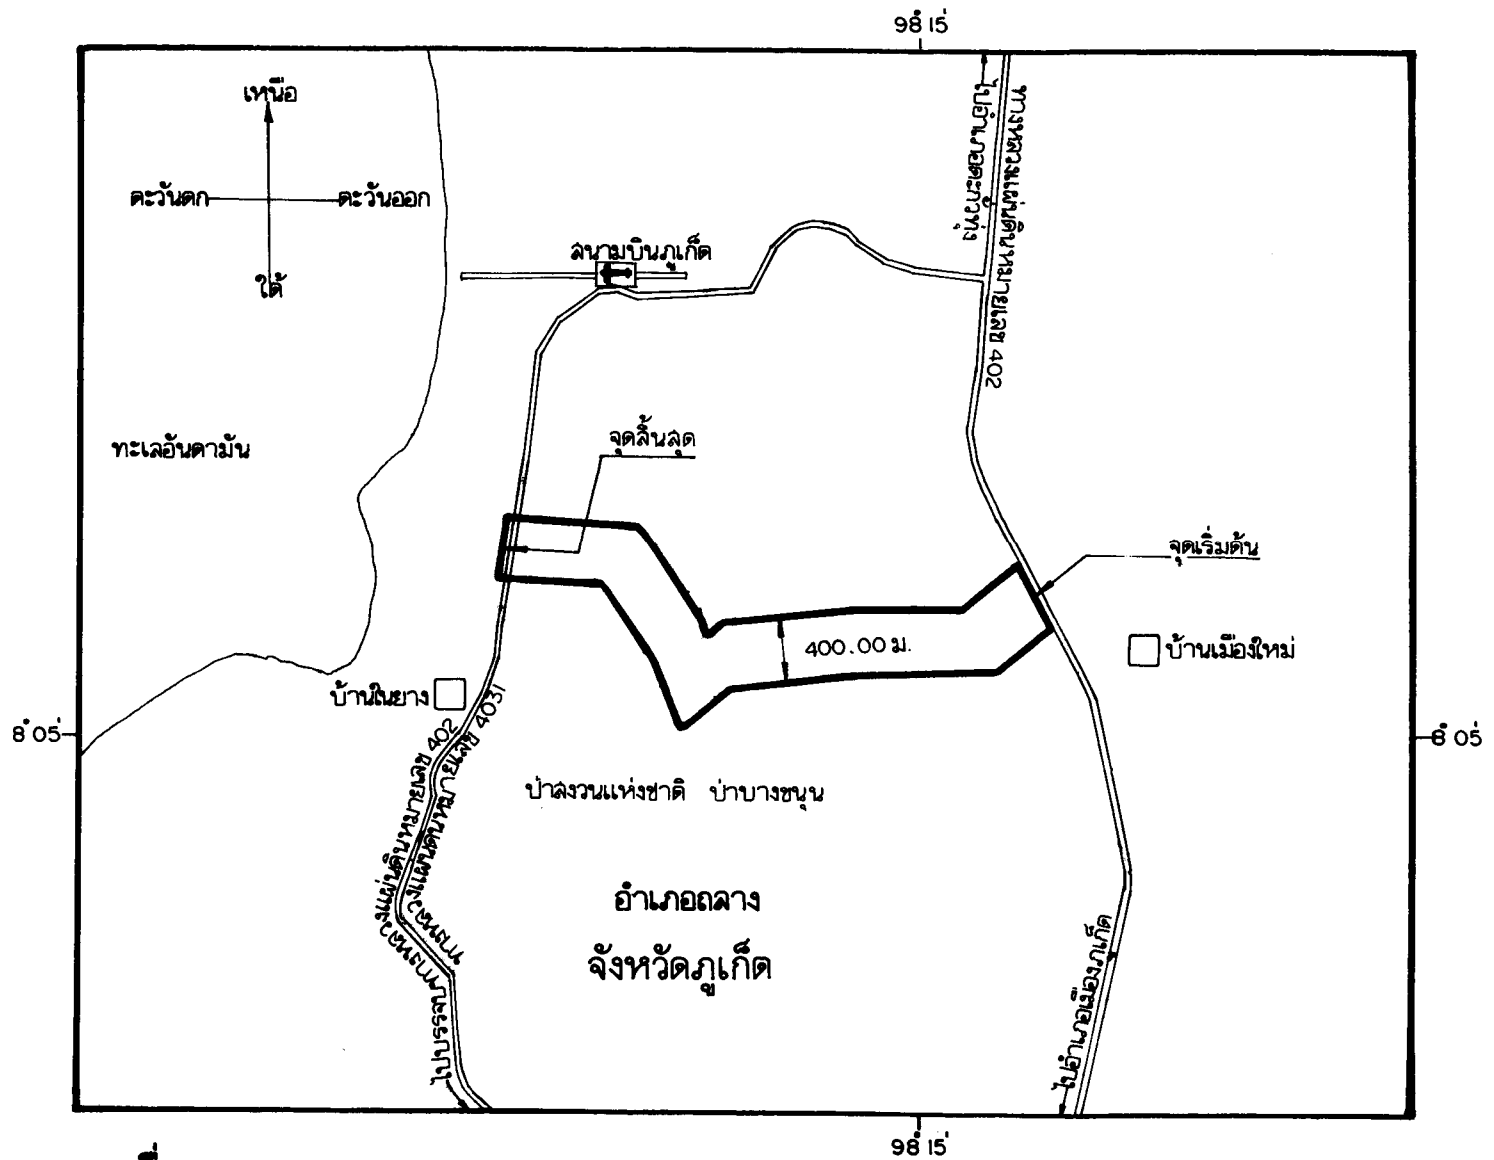 98° 15'
เหนือ
ตะวันตก
ตะวันออก
ใต้
สนามบินภูเก็ต
ไปอำเภอตะกั่วทุ่ง
ทางหลวงแผ่นดินหมายเลข 402
ทะเลอันดามัน
จุดสิ้นสุด
จุดเริ่มต้น
400.00 ม.
บ้านเมืองใหม่
บ้านในยาง
8° 05'
8° 05'
ป่าสงวนแห่งชาติ ป่าบางขนุน
ทางหลวงแผ่นดินหมายเลข 4031
ไปบรรจบทางหลวงแผ่นดินหมายเลข 402
อำเภอถลาง
จังหวัดภูเก็ต
ไปอำเภอเมืองภูเก็ต
98° 15'